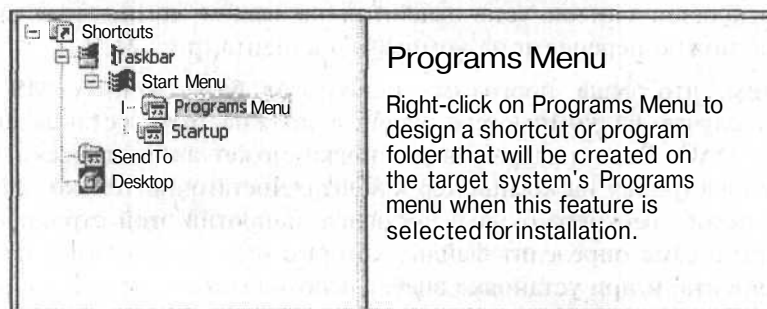 Shortcuts
Taskbar
Start Menu
Programs Menu
Startup
Send To
Desktop
Programs Menu
Right-click on Programs Menu to
design a shortcut or program
folder that will be created on
the target system's Programs
menu when this feature is
selected for installation.